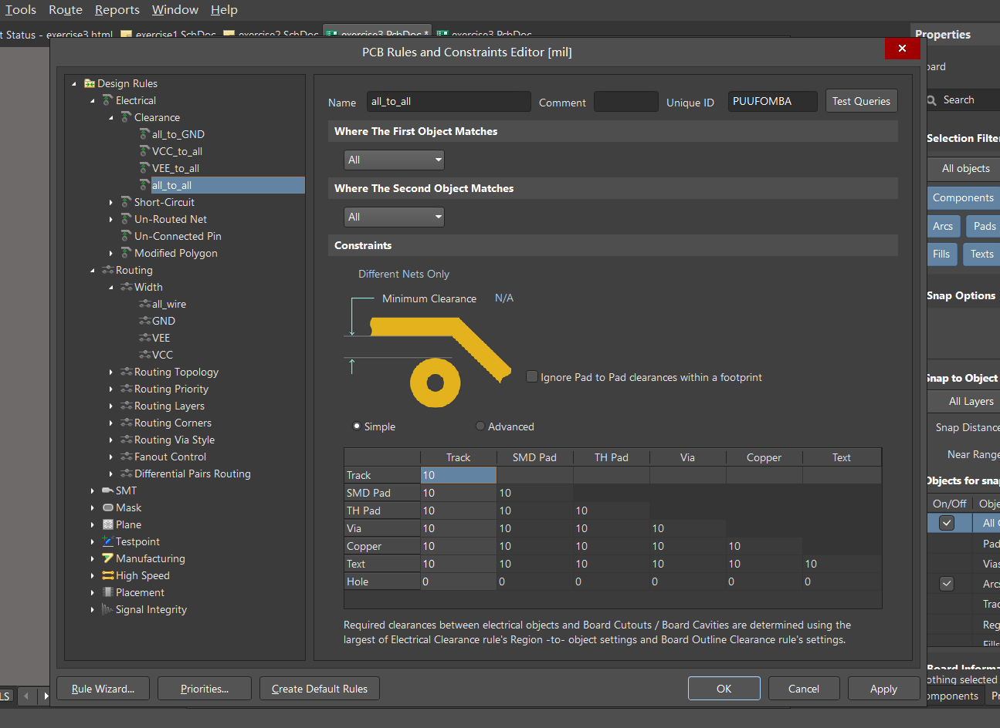 Tools Route Reports Window Help
t Status - exercise3.html exercise1.SchDoc exercise2.SchDoc exercise3.PcbDoc * exercise3.PcbDoc
Properties
PCB Rules and Constraints Editor [mil]
oard
Search
Selection Filter
All objects
Components
Arcs Pads
Fills Texts
Snap Options
Snap to Object
All Layers
Snap Distance
Near Range
Objects for snap
On/Off Obje
All O
Pad
Vias
Arcs
Trac
Reg
Fills
Board Informa
othing selected
omponents Pr
Design Rules
Electrical
Clearance
all_to_GND
VCC_to_all
VEE_to_all
all_to_all
Short-Circuit
Un-Routed Net
Un-Connected Pin
Modified Polygon
Routing
Width
all_wire
GND
VEE
VCC
Routing Topology
Routing Priority
Routing Layers
Routing Corners
Routing Via Style
Fanout Control
Differential Pairs Routing
SMT
Mask
Plane
Testpoint
Manufacturing
High Speed
Placement
Signal Integrity
Name all_to_all Comment Unique ID PUUFOMBA Test Queries
Where The First Object Matches
All
Where The Second Object Matches
All
Constraints
Different Nets Only
Minimum Clearance N/A
Ignore Pad to Pad clearances within a footprint
Simple Advanced
Track SMD Pad TH Pad Via Copper Text
Track 10
SMD Pad 10 10
TH Pad 10 10 10
Via 10 10 10 10
Copper 10 10 10 10 10
Text 10 10 10 10 10 10
Hole 0 0 0 0 0 0
Required clearances between electrical objects and Board Cutouts / Board Cavities are determined using the
largest of Electrical Clearance rule's Region -to- object settings and Board Outline Clearance rule's settings.
LS
Rule Wizard... Priorities... Create Default Rules OK Cancel Apply